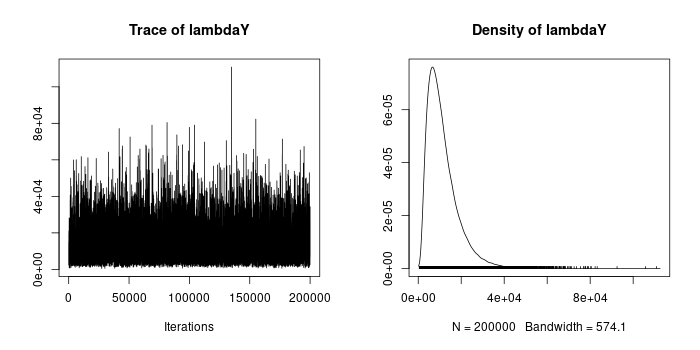 Trace of lambdaY
8e+04
4e+04
0e+00
0 50000 100000 150000 200000
Iterations
Density of lambdaY
6e-05
4e-05
2e-05
0e+00
0e+00 4e+04 8e+04
N = 200000 Bandwidth = 574.1